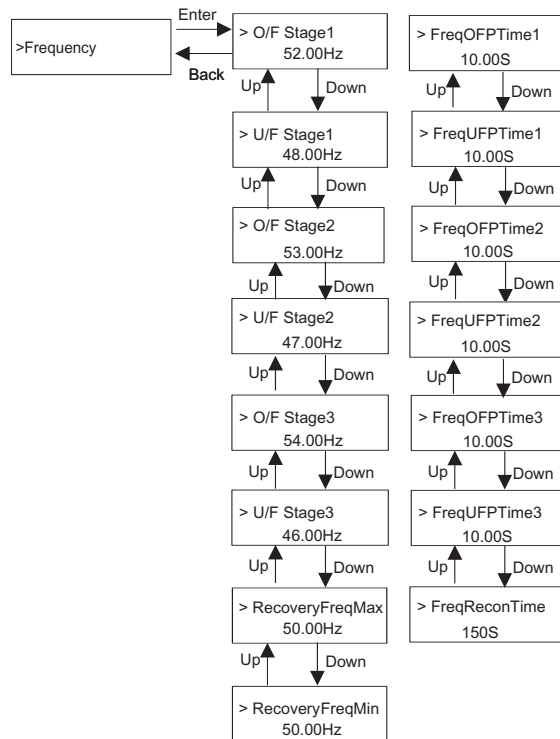 >Frequency
Enter
Back
> O/F Stage1
52.00Hz
Up
Down
> U/F Stage1
48.00Hz
Up
Down
> O/F Stage2
53.00Hz
Up
Down
> U/F Stage2
47.00Hz
Up
Down
> O/F Stage3
54.00Hz
Up
Down
> U/F Stage3
46.00Hz
Up
Down
> RecoveryFreqMax
50.00Hz
Up
Down
> RecoveryFreqMin
50.00Hz
> FreqOFPTime1
10.00S
Up
Down
> FreqUFPTime1
10.00S
Up
Down
> FreqOFPTime2
10.00S
Up
Down
> FreqUFPTime2
10.00S
Up
Down
> FreqOFPTime3
10.00S
Up
Down
> FreqUFPTime3
10.00S
Up
Down
> FreqReconTime
150S